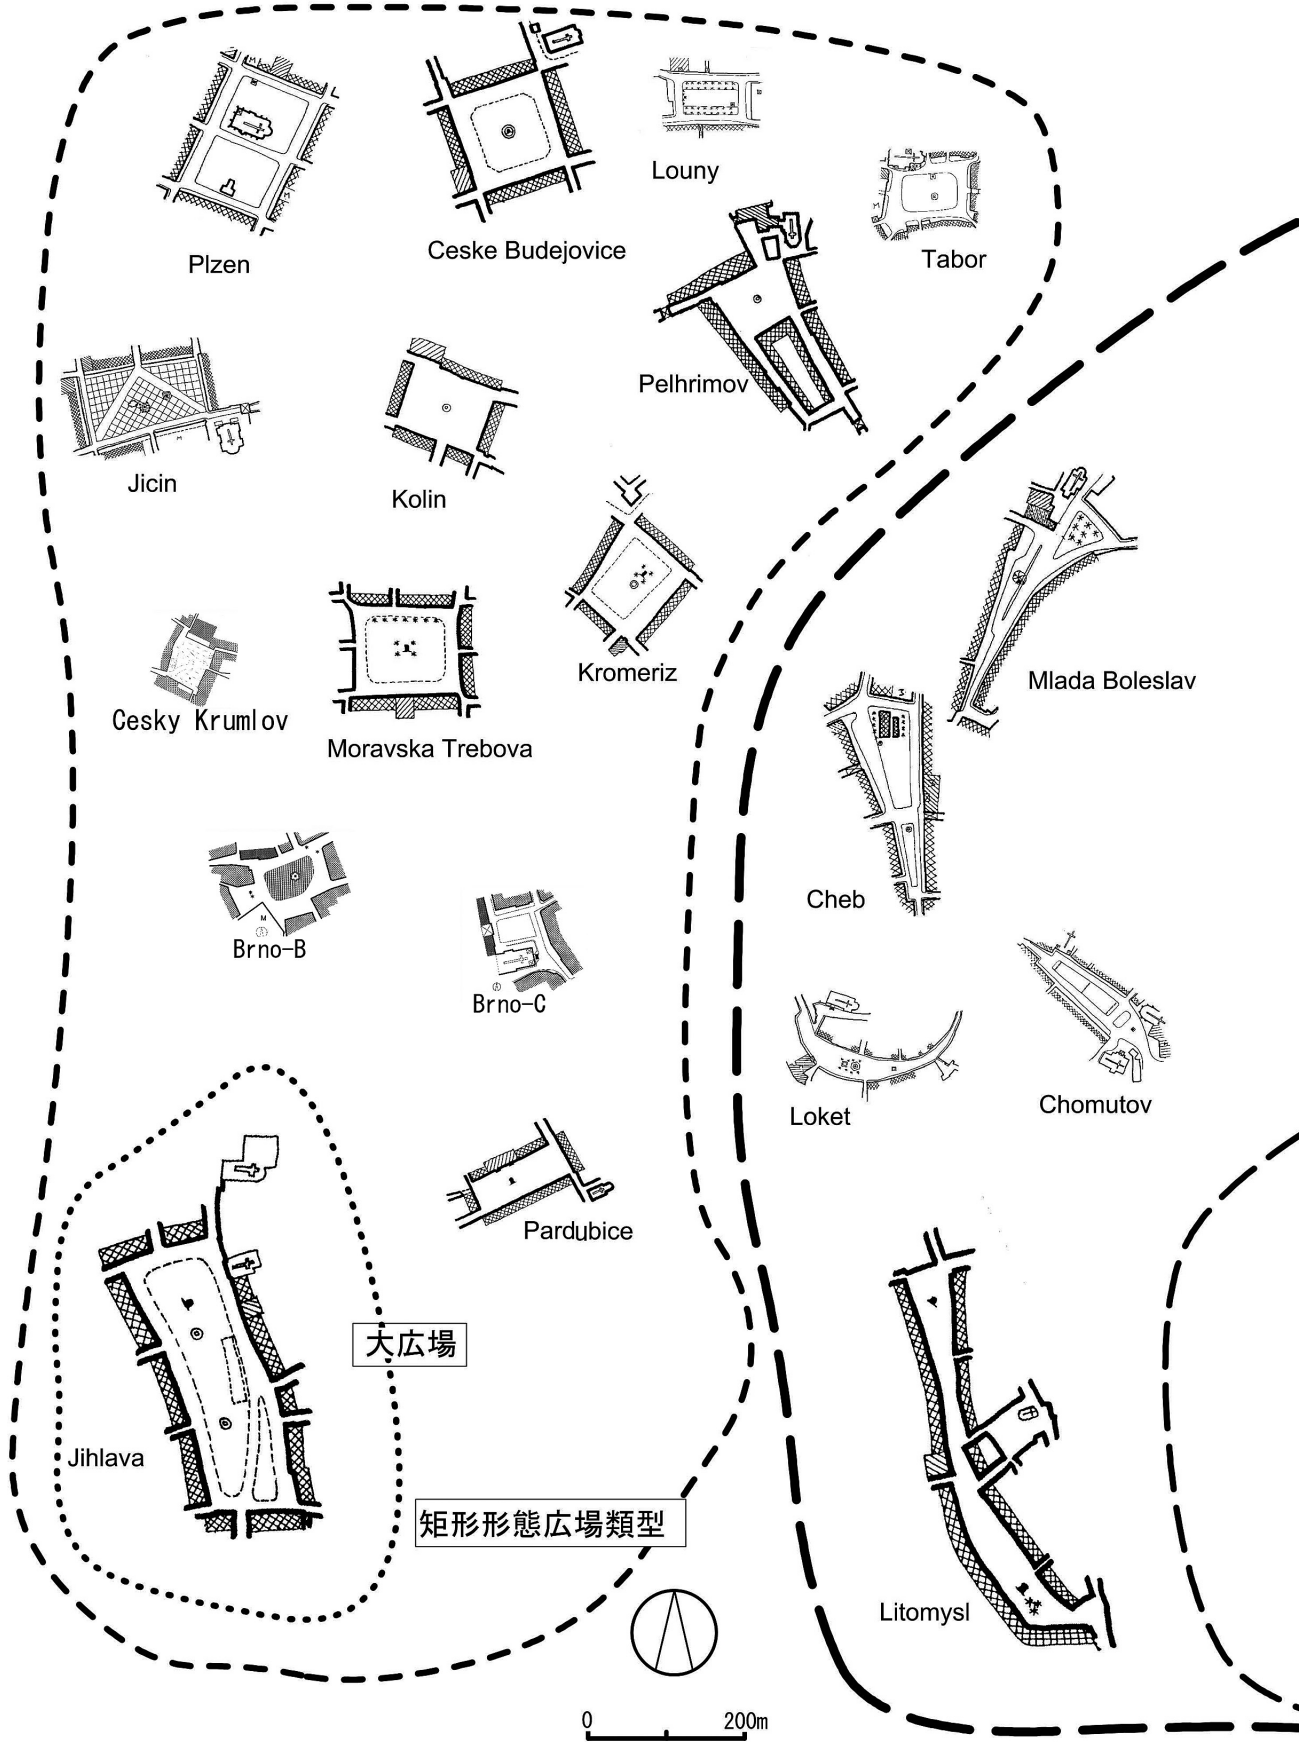 Plzen
Ceske Budejovice
Louny
Tabor
Jicin
Kolin
Pelhrimov
Cesky Krumlov
Moravska Trebova
Kromeriz
Mlada Boleslav
Brno-B
Brno-C
Cheb
Loket
Chomutov
Pardubice
大広場
Jihlava
矩形形態広場類型
Litomysl
0 200m